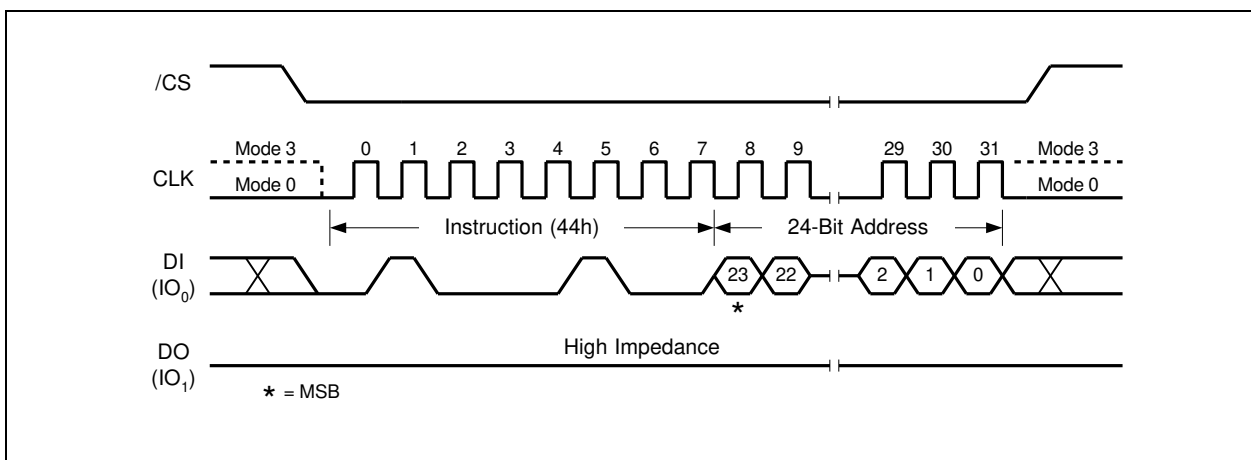 /CS
Mode 3 0 1 2 3 4 5 6 7 8 9 29 30 31 Mode 3
CLK Mode 0 Mode 0
Instruction (44h) 24-Bit Address
DI
(IO0) 23 22 2 1 0
*
High Impedance
DO
(IO1)
* = MSB